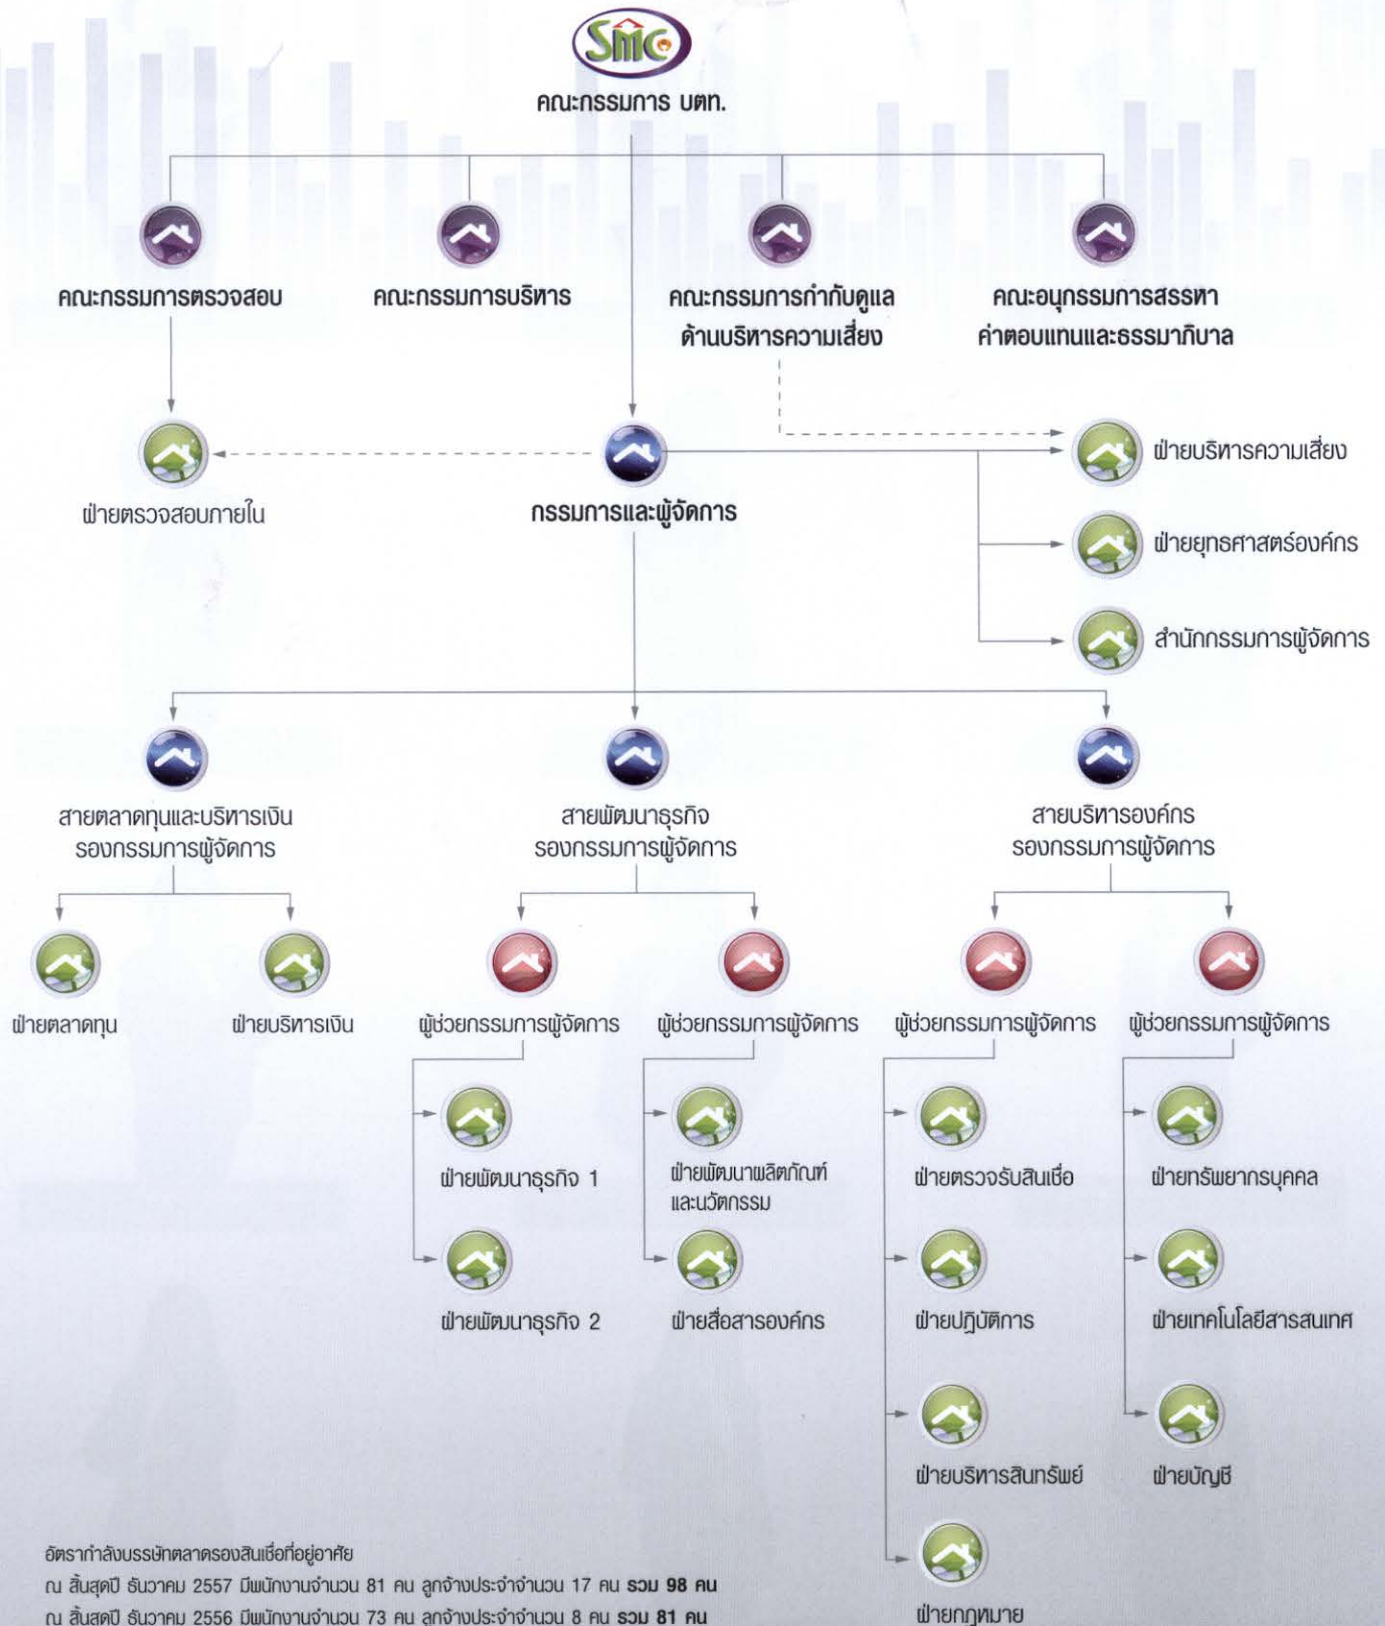 SMC
คณะกรรมการ บตท.
คณะกรรมการตรวจสอบ
คณะกรรมการบริหาร
คณะกรรมการกำกับดูแล
ด้านบริหารความเสี่ยง
คณะอนุกรรมการสรรหา
ค่าตอบแทนและธรรมาภิบาล
ฝ่ายตรวจสอบภายใน
กรรมการและผู้จัดการ
ฝ่ายบริหารความเสี่ยง
ฝ่ายยุทธศาสตร์องค์กร
สำนักกรรมการผู้จัดการ
สายตลาดทุนและบริหารเงิน
รองกรรมการผู้จัดการ
สายพัฒนาธุรกิจ
รองกรรมการผู้จัดการ
สายบริหารองค์กร
รองกรรมการผู้จัดการ
ฝ่ายตลาดทุน
ฝ่ายบริหารเงิน
ผู้ช่วยกรรมการผู้จัดการ
ผู้ช่วยกรรมการผู้จัดการ
ผู้ช่วยกรรมการผู้จัดการ
ผู้ช่วยกรรมการผู้จัดการ
ฝ่ายพัฒนาธุรกิจ 1
ฝ่ายพัฒนาผลิตภัณฑ์
และนวัตกรรม
ฝ่ายตรวจรับสินเชื่อ
ฝ่ายทรัพยากรบุคคล
ฝ่ายพัฒนาธุรกิจ 2
ฝ่ายสื่อสารองค์กร
ฝ่ายปฏิบัติการ
ฝ่ายเทคโนโลยีสารสนเทศ
ฝ่ายบริหารสินทรัพย์
ฝ่ายบัญชี
ฝ่ายกฎหมาย
อัตรากำลังบรรษัทตลาดรองสินเชื่อที่อยู่อาศัย
ณ สิ้นสุดปี ธันวาคม 2557 มีพนักงานจำนวน 81 คน ลูกจ้างประจำจำนวน 17 คน รวม 98 คน
ณ สิ้นสุดปี ธันวาคม 2556 มีพนักงานจำนวน 73 คน ลูกจ้างประจำจำนวน 8 คน รวม 81 คน